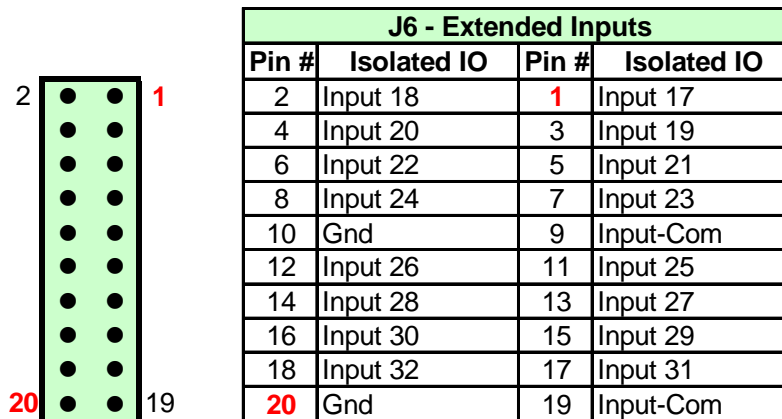 J6 - Extended Inputs
Pin # Isolated IO Pin # Isolated IO
2 1 2 Input 18 1 Input 17
4 Input 20 3 Input 19
6 Input 22 5 Input 21
8 Input 24 7 Input 23
10 Gnd 9 Input-Com
12 Input 26 11 Input 25
14 Input 28 13 Input 27
16 Input 30 15 Input 29
18 Input 32 17 Input 31
20 19 20 Gnd 19 Input-Com